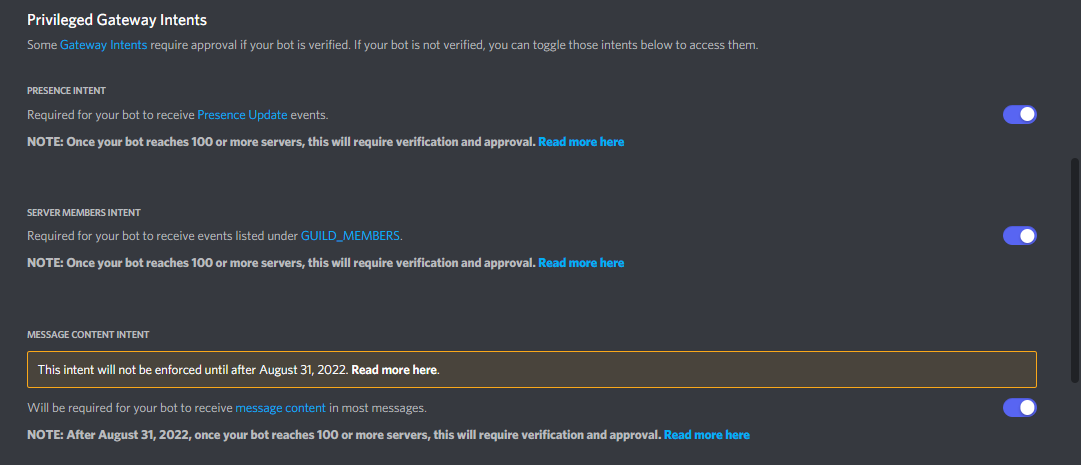 Privileged Gateway Intents
Some Gateway Intents require approval if your bot is verified. If your bot is not verified, you can toggle those intents below to access them.
PRESENCE INTENT
Required for your bot to receive Presence Update events.
NOTE: Once your bot reaches 100 or more servers, this will require verification and approval. Read more here
SERVER MEMBERS INTENT
Required for your bot to receive events listed under GUILD_MEMBERS.
NOTE: Once your bot reaches 100 or more servers, this will require verification and approval. Read more here
MESSAGE CONTENT INTENT
This intent will not be enforced until after August 31, 2022. Read more here.
Will be required for your bot to receive message content in most messages.
NOTE: After August 31, 2022, once your bot reaches 100 or more servers, this will require verification and approval. Read more here